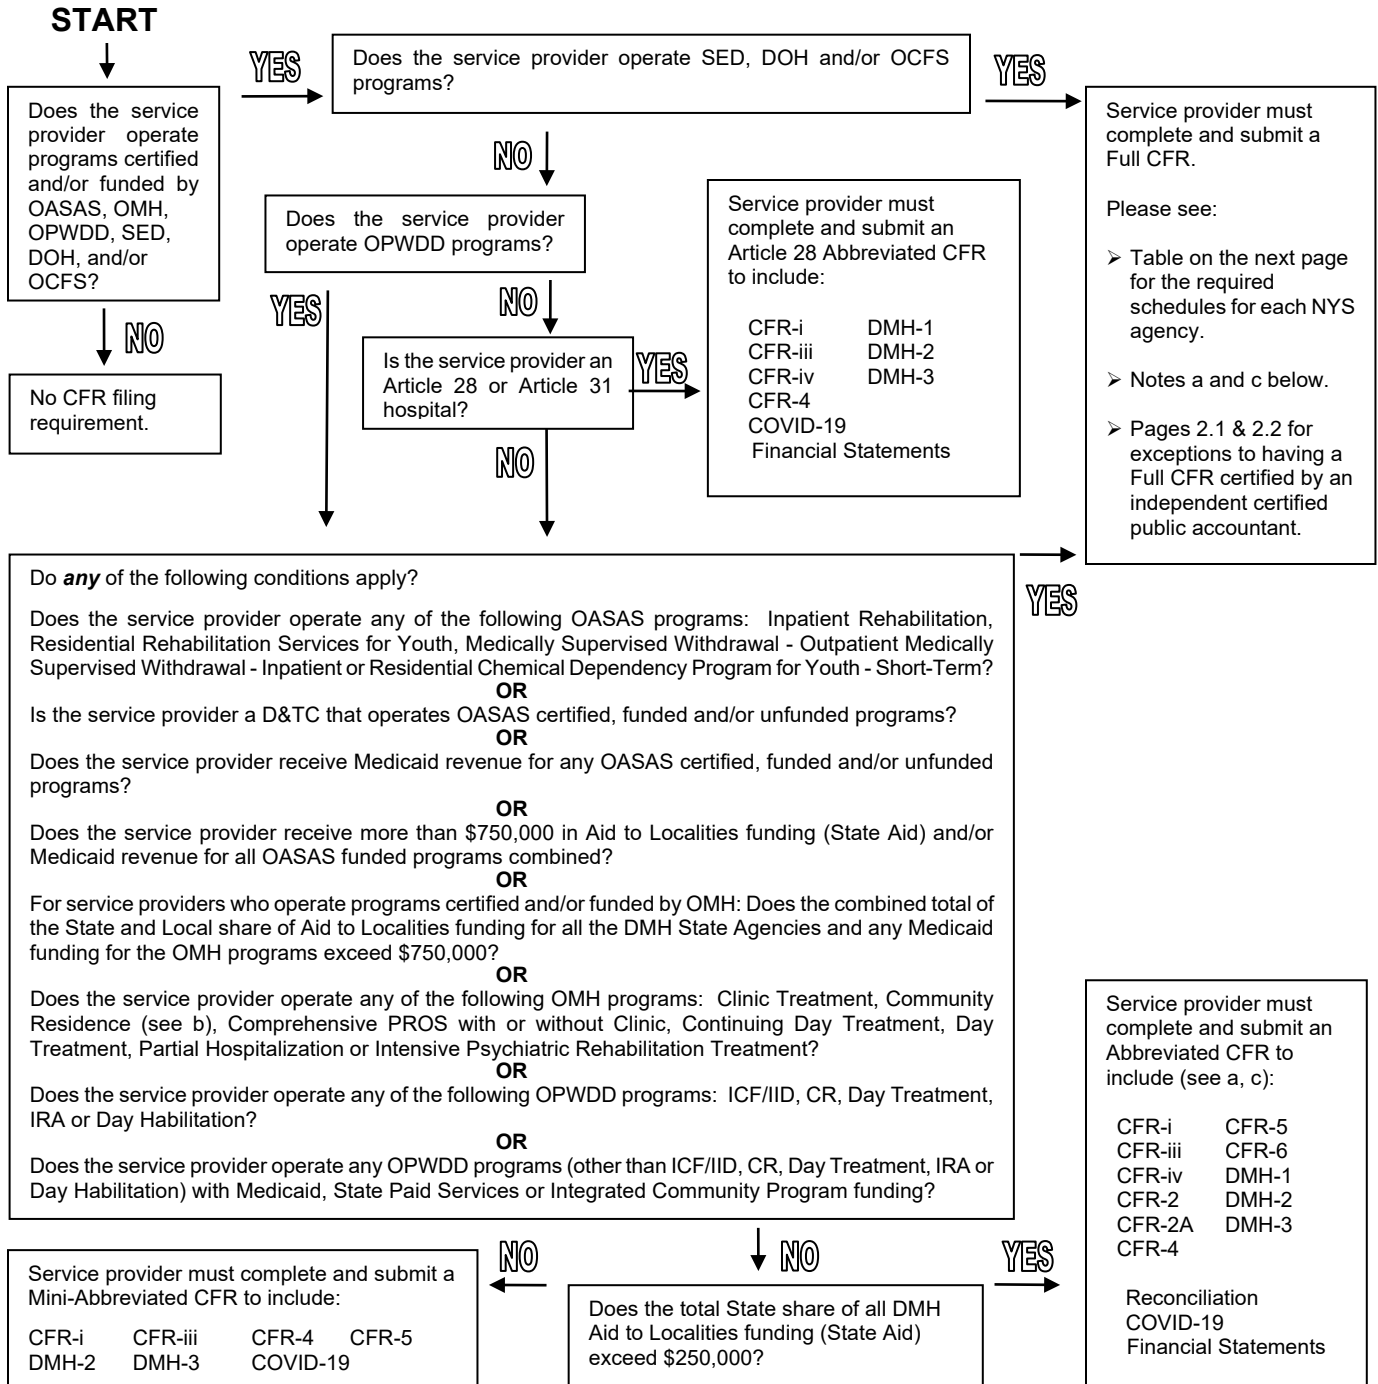 START
YES
Does the service provider operate SED, DOH and/or OCFS
programs?
YES
Does the service
provider operate
programs certified
and/or funded by
OASAS, OMH,
OPWDD, SED,
DOH, and/or
OCFS?
NO
No CFR filing
requirement.
NO
Does the service provider
operate OPWDD programs?
YES
NO
Is the service provider an
Article 28 or Article 31
hospital?
YES
NO
Service provider must
complete and submit an
Article 28 Abbreviated CFR
to include:
CFR-i DMH-1
CFR-iii DMH-2
CFR-iv DMH-3
CFR-4
COVID-19
Financial Statements
Service provider must
complete and submit a
Full CFR.
Please see:
➢ Table on the next page
for the required
schedules for each NYS
agency.
➢ Notes a and c below.
➢ Pages 2.1 & 2.2 for
exceptions to having a
Full CFR certified by an
independent certified
public accountant.
Do any of the following conditions apply?
Does the service provider operate any of the following OASAS programs: Inpatient Rehabilitation,
Residential Rehabilitation Services for Youth, Medically Supervised Withdrawal - Outpatient Medically
Supervised Withdrawal - Inpatient or Residential Chemical Dependency Program for Youth - Short-Term?
OR
Is the service provider a D&TC that operates OASAS certified, funded and/or unfunded programs?
OR
Does the service provider receive Medicaid revenue for any OASAS certified, funded and/or unfunded
programs?
OR
Does the service provider receive more than $750,000 in Aid to Localities funding (State Aid) and/or
Medicaid revenue for all OASAS funded programs combined?
OR
For service providers who operate programs certified and/or funded by OMH: Does the combined total of
the State and Local share of Aid to Localities funding for all the DMH State Agencies and any Medicaid
funding for the OMH programs exceed $750,000?
OR
Does the service provider operate any of the following OMH programs: Clinic Treatment, Community
Residence (see b), Comprehensive PROS with or without Clinic, Continuing Day Treatment, Day
Treatment, Partial Hospitalization or Intensive Psychiatric Rehabilitation Treatment?
OR
Does the service provider operate any of the following OPWDD programs: ICF/IID, CR, Day Treatment,
IRA or Day Habilitation?
OR
Does the service provider operate any OPWDD programs (other than ICF/IID, CR, Day Treatment, IRA or
Day Habilitation) with Medicaid, State Paid Services or Integrated Community Program funding?
YES
NO
Does the total State share of all DMH
Aid to Localities funding (State Aid)
exceed $250,000?
NO
Service provider must complete and submit a
Mini-Abbreviated CFR to include:
CFR-i CFR-iii CFR-4 CFR-5
DMH-2 DMH-3 COVID-19
YES
Service provider must
complete and submit an
Abbreviated CFR to
include (see a, c):
CFR-i CFR-5
CFR-iii CFR-6
CFR-iv DMH-1
CFR-2 DMH-2
CFR-2A DMH-3
CFR-4
Reconciliation
COVID-19
Financial Statements